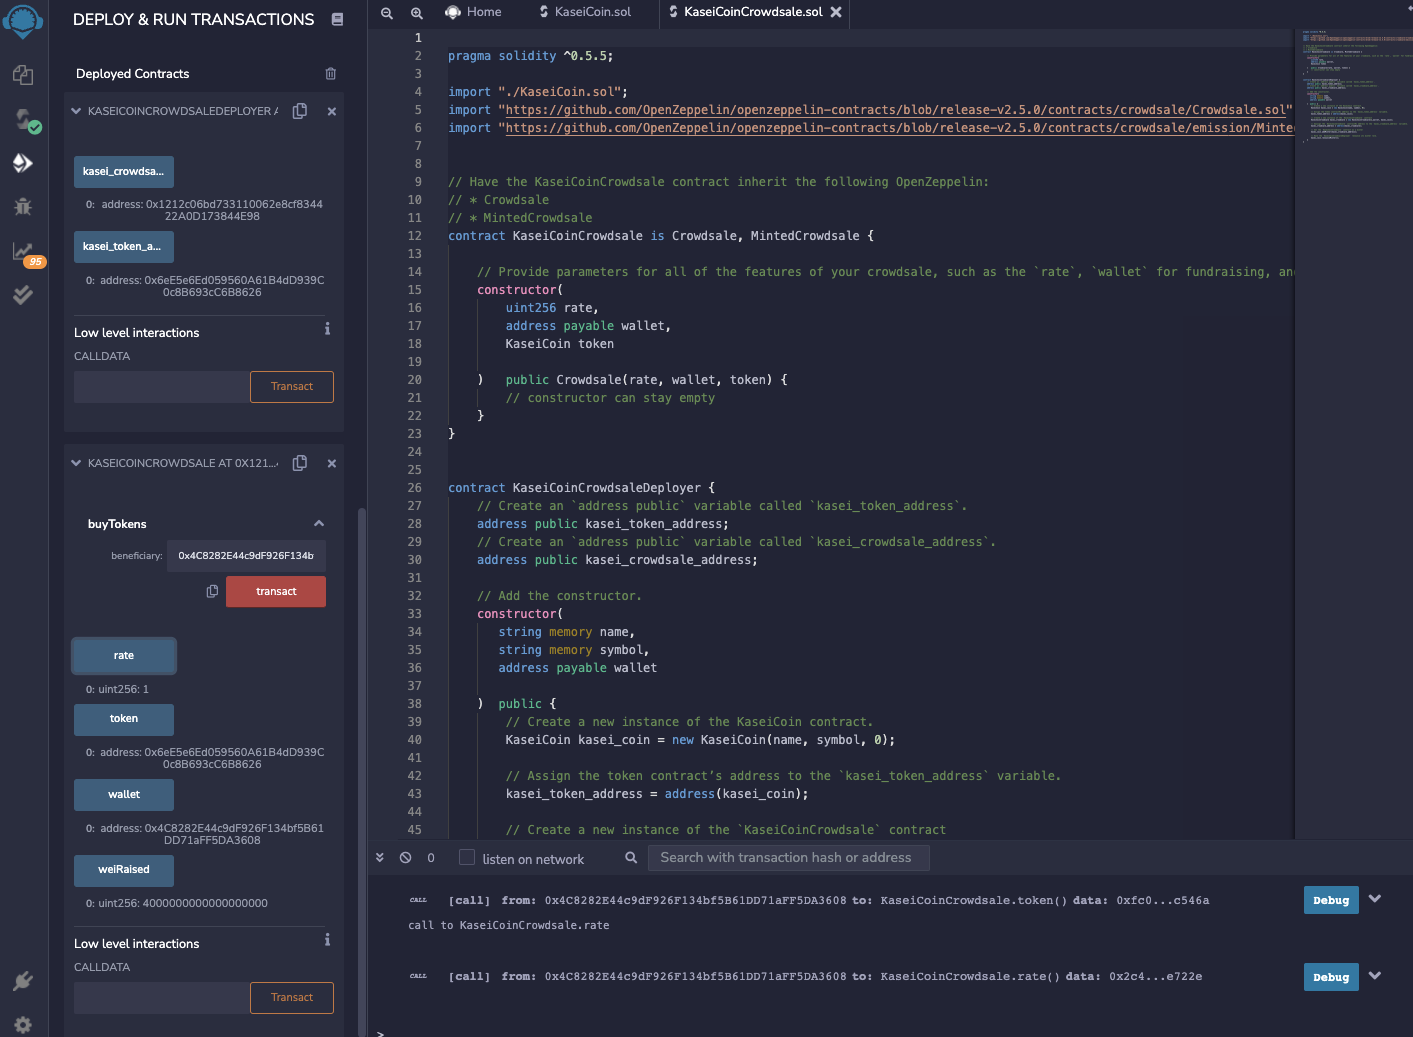 DEPLOY & RUN TRANSACTIONS
Deployed Contracts
KASEICOINCROWDSALEDEPLOYER A
kasei_crowdsa...
0: address: 0x1212c06bd733110062e8cf8344
22A0D173844E98
kasei_token_a...
0: address: 0x6eE5e6Ed059560A61B4dD939C
0c8B693cC6B8626
Low level interactions
CALLDATA
Transact
KASEICOINCROWDSALE AT 0X121...4
buyTokens
beneficiary:
0x4C8282E44c9dF926F134b
transact
rate
0: uint256: 1
token
0: address: 0x6eE5e6Ed059560A61B4dD939C
0c8B693cC6B8626
wallet
0: address: 0x4C8282E44c9dF926F134bf5B61
DD71aFF5DA3608
weiRaised
0: uint256: 4000000000000000000
Low level interactions
CALLDATA
Transact
95
Home
KaseiCoin.sol
KaseiCoinCrowdsale.sol
1
2 pragma solidity ^0.5.5;
3
4 import "./KaseiCoin.sol";
5 import "https://github.com/OpenZeppelin/openzeppelin-contracts/blob/release-v2.5.0/contracts/crowdsale/Crowdsale.sol"
6 import "https://github.com/OpenZeppelin/openzeppelin-contracts/blob/release-v2.5.0/contracts/crowdsale/emission/Minte
7
8
9 // Have the KaseiCoinCrowdsale contract inherit the following OpenZeppelin:
10 // * Crowdsale
11 // * MintedCrowdsale
12 contract KaseiCoinCrowdsale is Crowdsale, MintedCrowdsale {
13
14 // Provide parameters for all of the features of your crowdsale, such as the `rate`, `wallet` for fundraising, an
15 constructor(
16 uint256 rate,
17 address payable wallet,
18 KaseiCoin token
19
20 ) public Crowdsale(rate, wallet, token) {
21 // constructor can stay empty
22 }
23 }
24
25
26 contract KaseiCoinCrowdsaleDeployer {
27 // Create an `address public` variable called `kasei_token_address`.
28 address public kasei_token_address;
29 // Create an `address public` variable called `kasei_crowdsale_address`.
30 address public kasei_crowdsale_address;
31
32 // Add the constructor.
33 constructor(
34 string memory name,
35 string memory symbol,
36 address payable wallet
37
38 ) public {
39 // Create a new instance of the KaseiCoin contract.
40 KaseiCoin kasei_coin = new KaseiCoin(name, symbol, 0);
41
42 // Assign the token contract’s address to the `kasei_token_address` variable.
43 kasei_token_address = address(kasei_coin);
44
45 // Create a new instance of the `KaseiCoinCrowdsale` contract
0
listen on network
Search with transaction hash or address
CALL [call] from: 0x4C8282E44c9dF926F134bf5B61DD71aFF5DA3608 to: KaseiCoinCrowdsale.token() data: 0xfc0...c546a
Debug
call to KaseiCoinCrowdsale.rate
CALL [call] from: 0x4C8282E44c9dF926F134bf5B61DD71aFF5DA3608 to: KaseiCoinCrowdsale.rate() data: 0x2c4...e722e
Debug
>